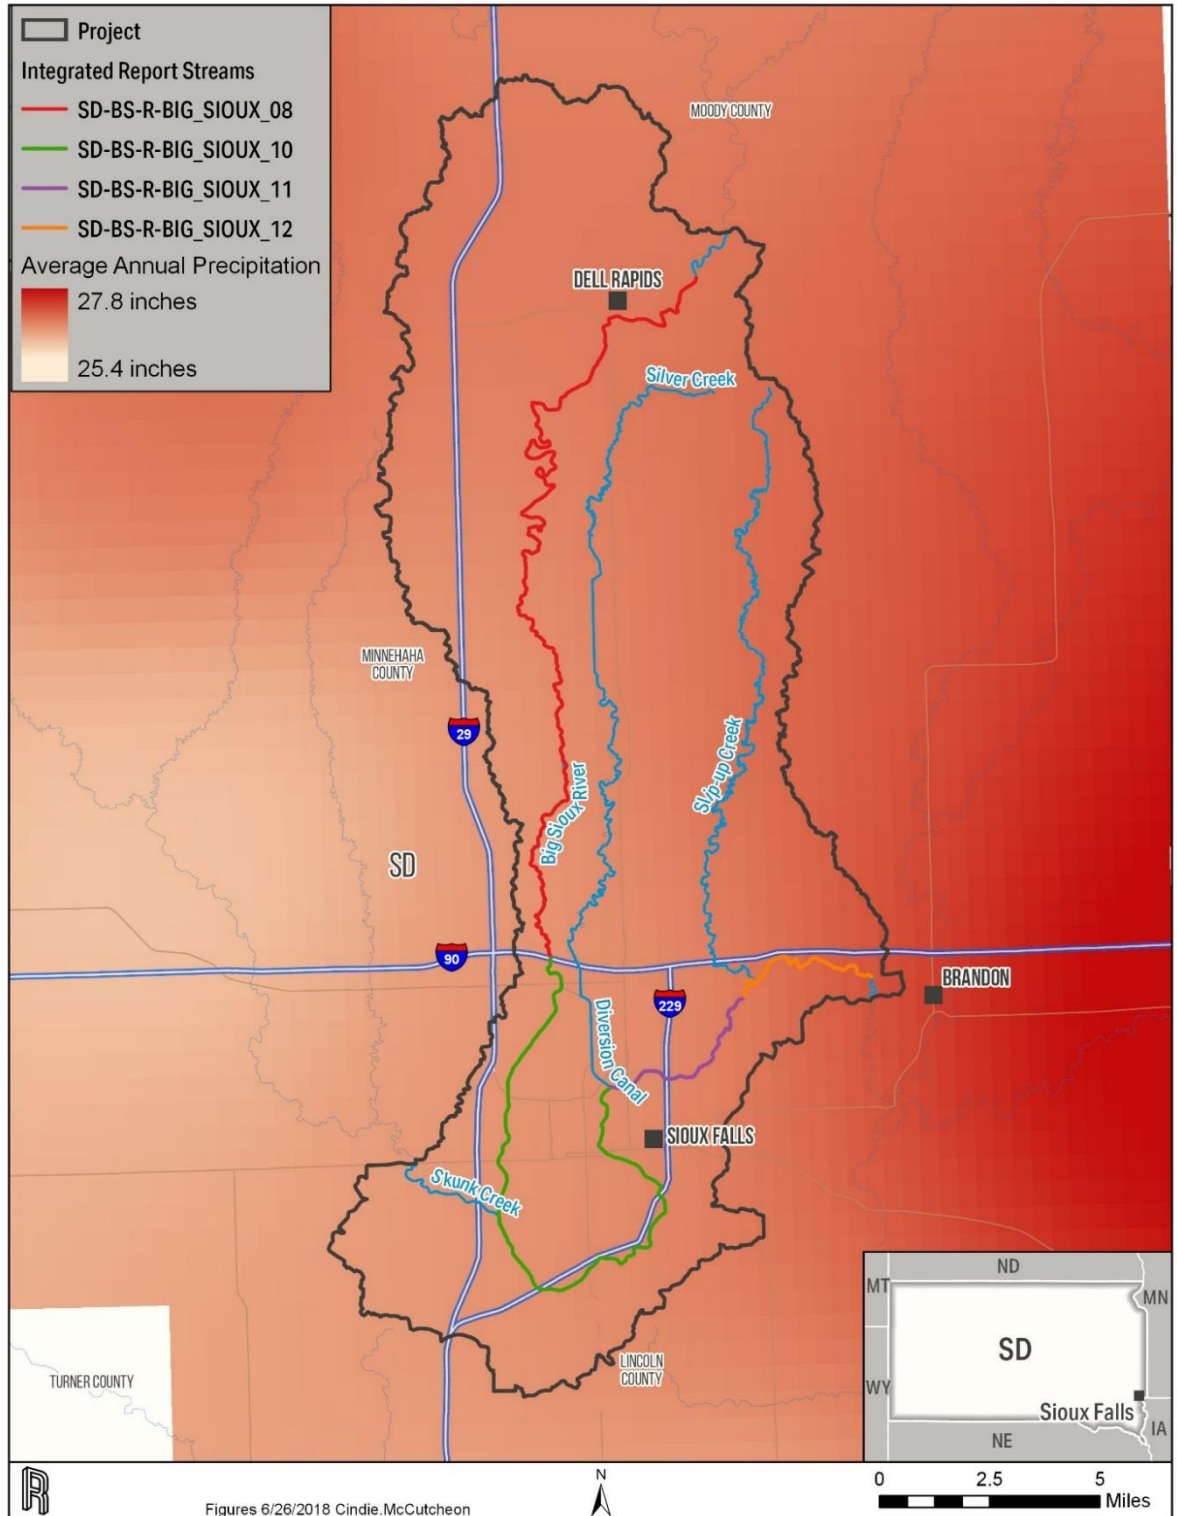 Project
Integrated Report Streams
SD-BS-R-BIG_SIOUX_08
SD-BS-R-BIG_SIOUX_10
SD-BS-R-BIG_SIOUX_11
SD-BS-R-BIG_SIOUX_12
Average Annual Precipitation
27.8 inches
25.4 inches
MOODY COUNTY
DELL RAPIDS
Silver Creek
MINNEHAHA
COUNTY
29
Slip-up Creek
Big Sioux River
SD
90
BRANDON
229
Diversion Canal
SIOUX FALLS
Skunk Creek
LINCOLN
COUNTY
TURNER COUNTY
ND
MT
MN
SD
WY
Sioux Falls
IA
NE
R
Figures 6/26/2018 Cindie.McCutcheon
N
0
2.5
5
Miles